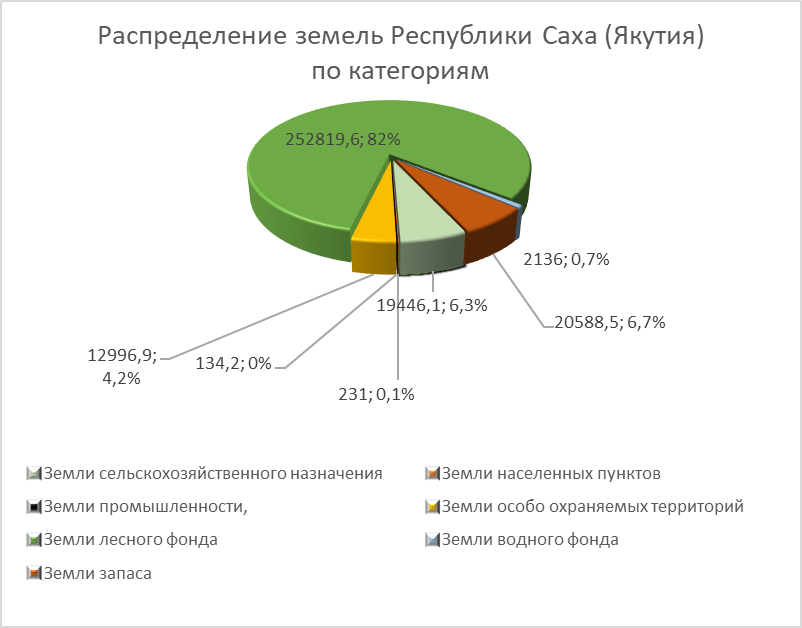 Распределение земель Республики Саха (Якутия)
по категориям
252819,6; 82%
2136; 0,7%
19446,1; 6,3%
20588,5; 6,7%
12996,9;
4,2%
134,2; 0%
231; 0,1%
Земли сельскохозяйственного назначения
Земли населенных пунктов
Земли промышленности,
Земли особо охраняемых территорий
Земли лесного фонда
Земли водного фонда
Земли запаса